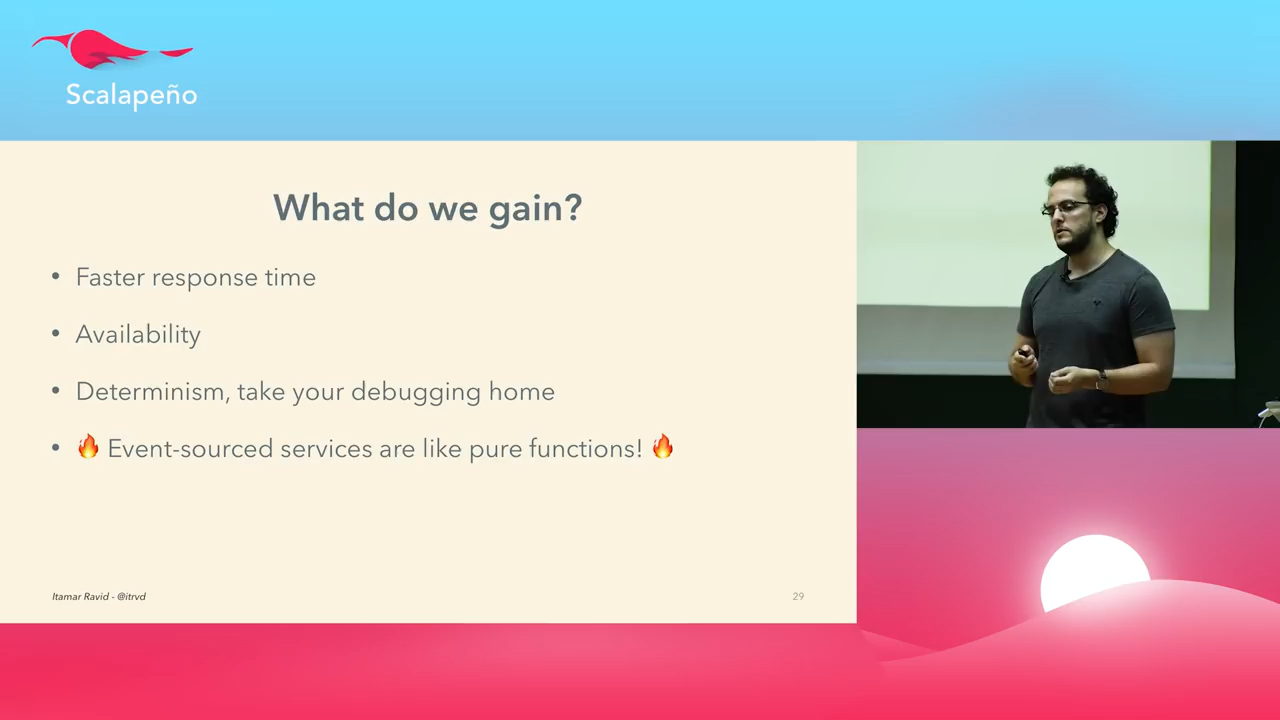 Scalapeño
What do we gain?
• Faster response time
• Availability
• Determinism, take your debugging home
• 🔥 Event-sourced services are like pure functions! 🔥
Itamar Ravid - @itrvd
29